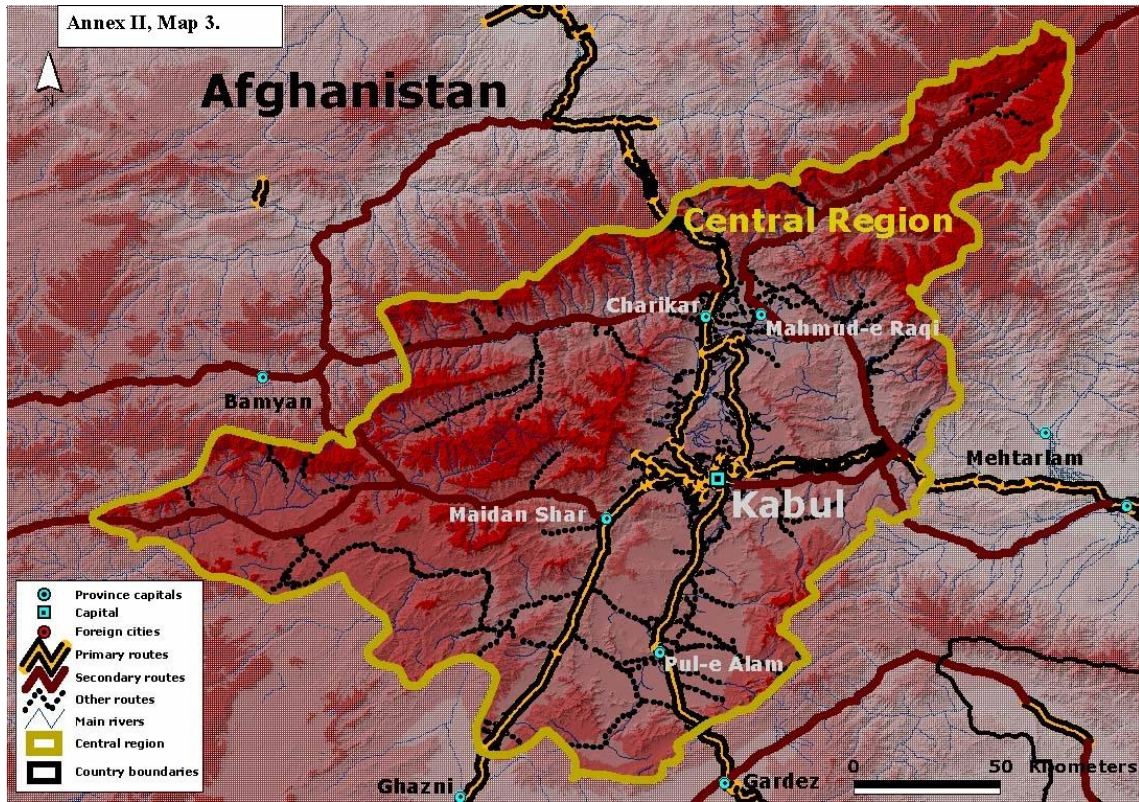 Annex II, Map 3.
N
Afghanistan
Central Region
Charikar
Mahmud-e Raqi
Bamyan
Mehtarlam
Kabul
Maidan Shar
Pul-e Alam
Ghazni
Gardez
0 50 Kilometers
Province capitals
Capital
Foreign cities
Primary routes
Secondary routes
Other routes
Main rivers
Central region
Country boundaries